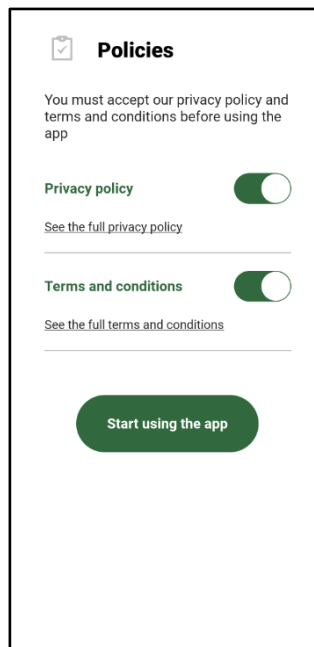 Policies
You must accept our privacy policy and
terms and conditions before using the
app
Privacy policy
See the full privacy policy
Terms and conditions
See the full terms and conditions
Start using the app